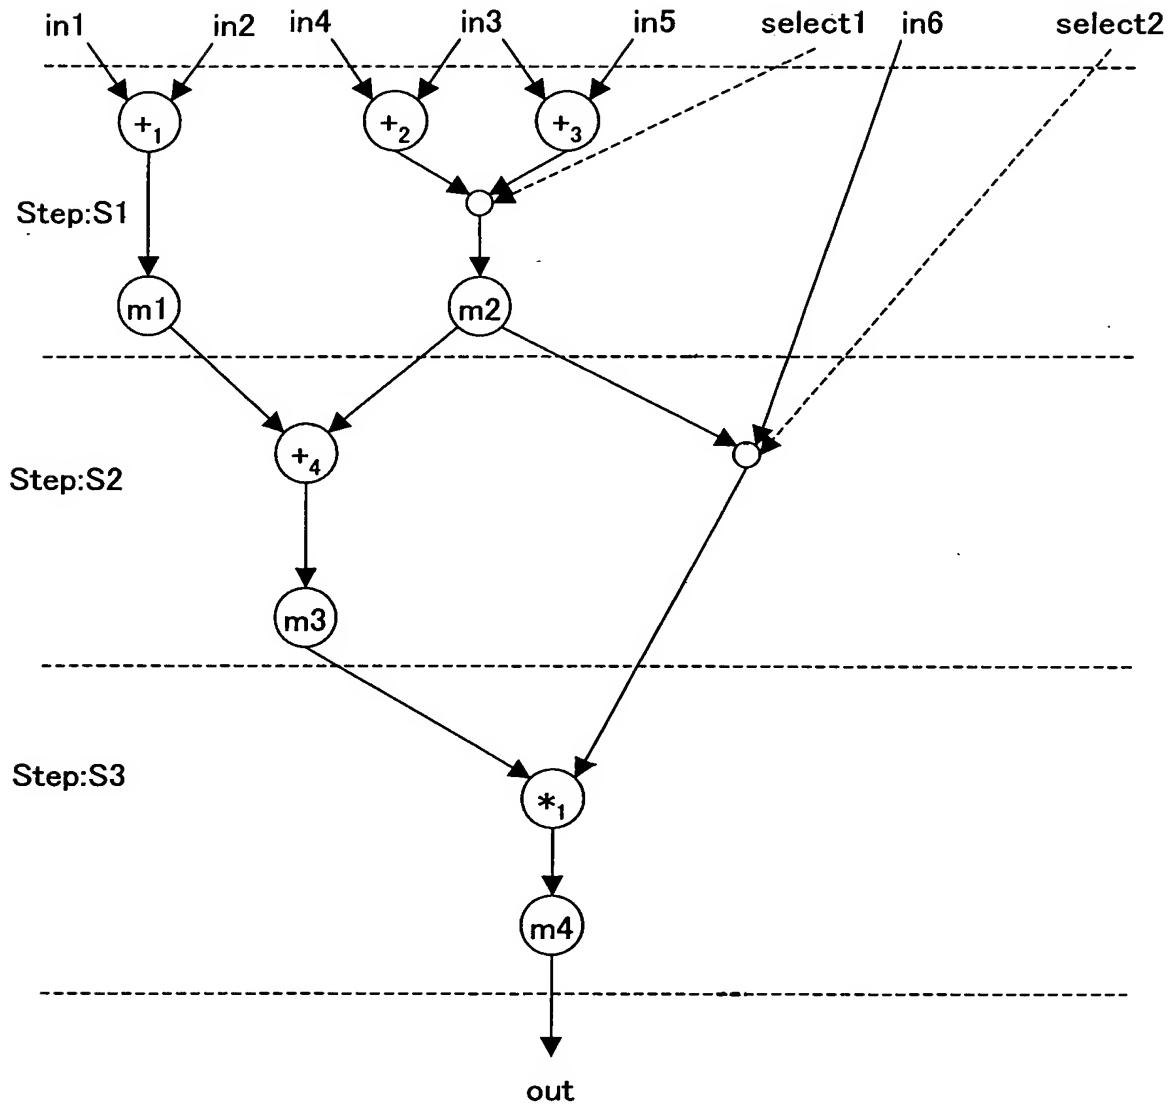 in1 in2 in4 in3 in5 select1 in6 select2
+1 +2 +3
Step:S1
m1 m2
+4
Step:S2
m3
Step:S3
*1
m4
out